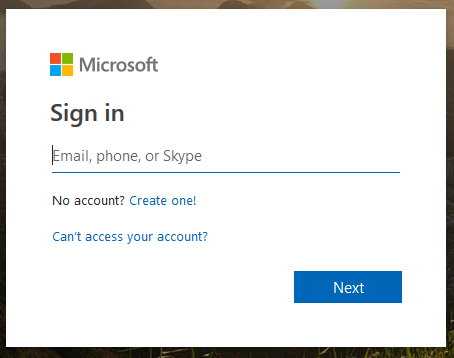 Microsoft
Sign in
Email, phone, or Skype
No account? Create one!
Can't access your account?
Next